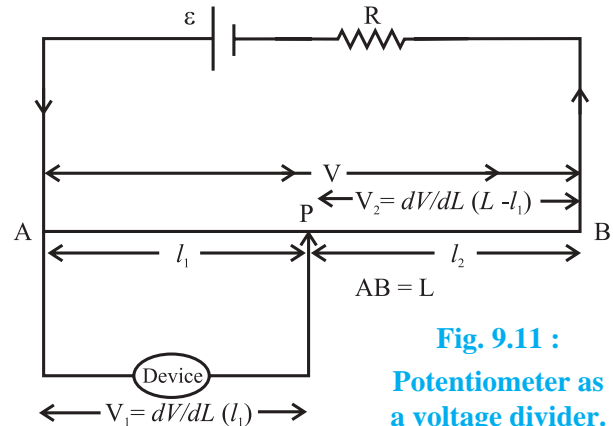 ε R
V
V₂= dV/dL (L -l₁)
P
A B
l₁ l₂
AB = L
Device
V₁= dV/dL (l₁)
Fig. 9.11 :
Potentiometer as
a voltage divider.